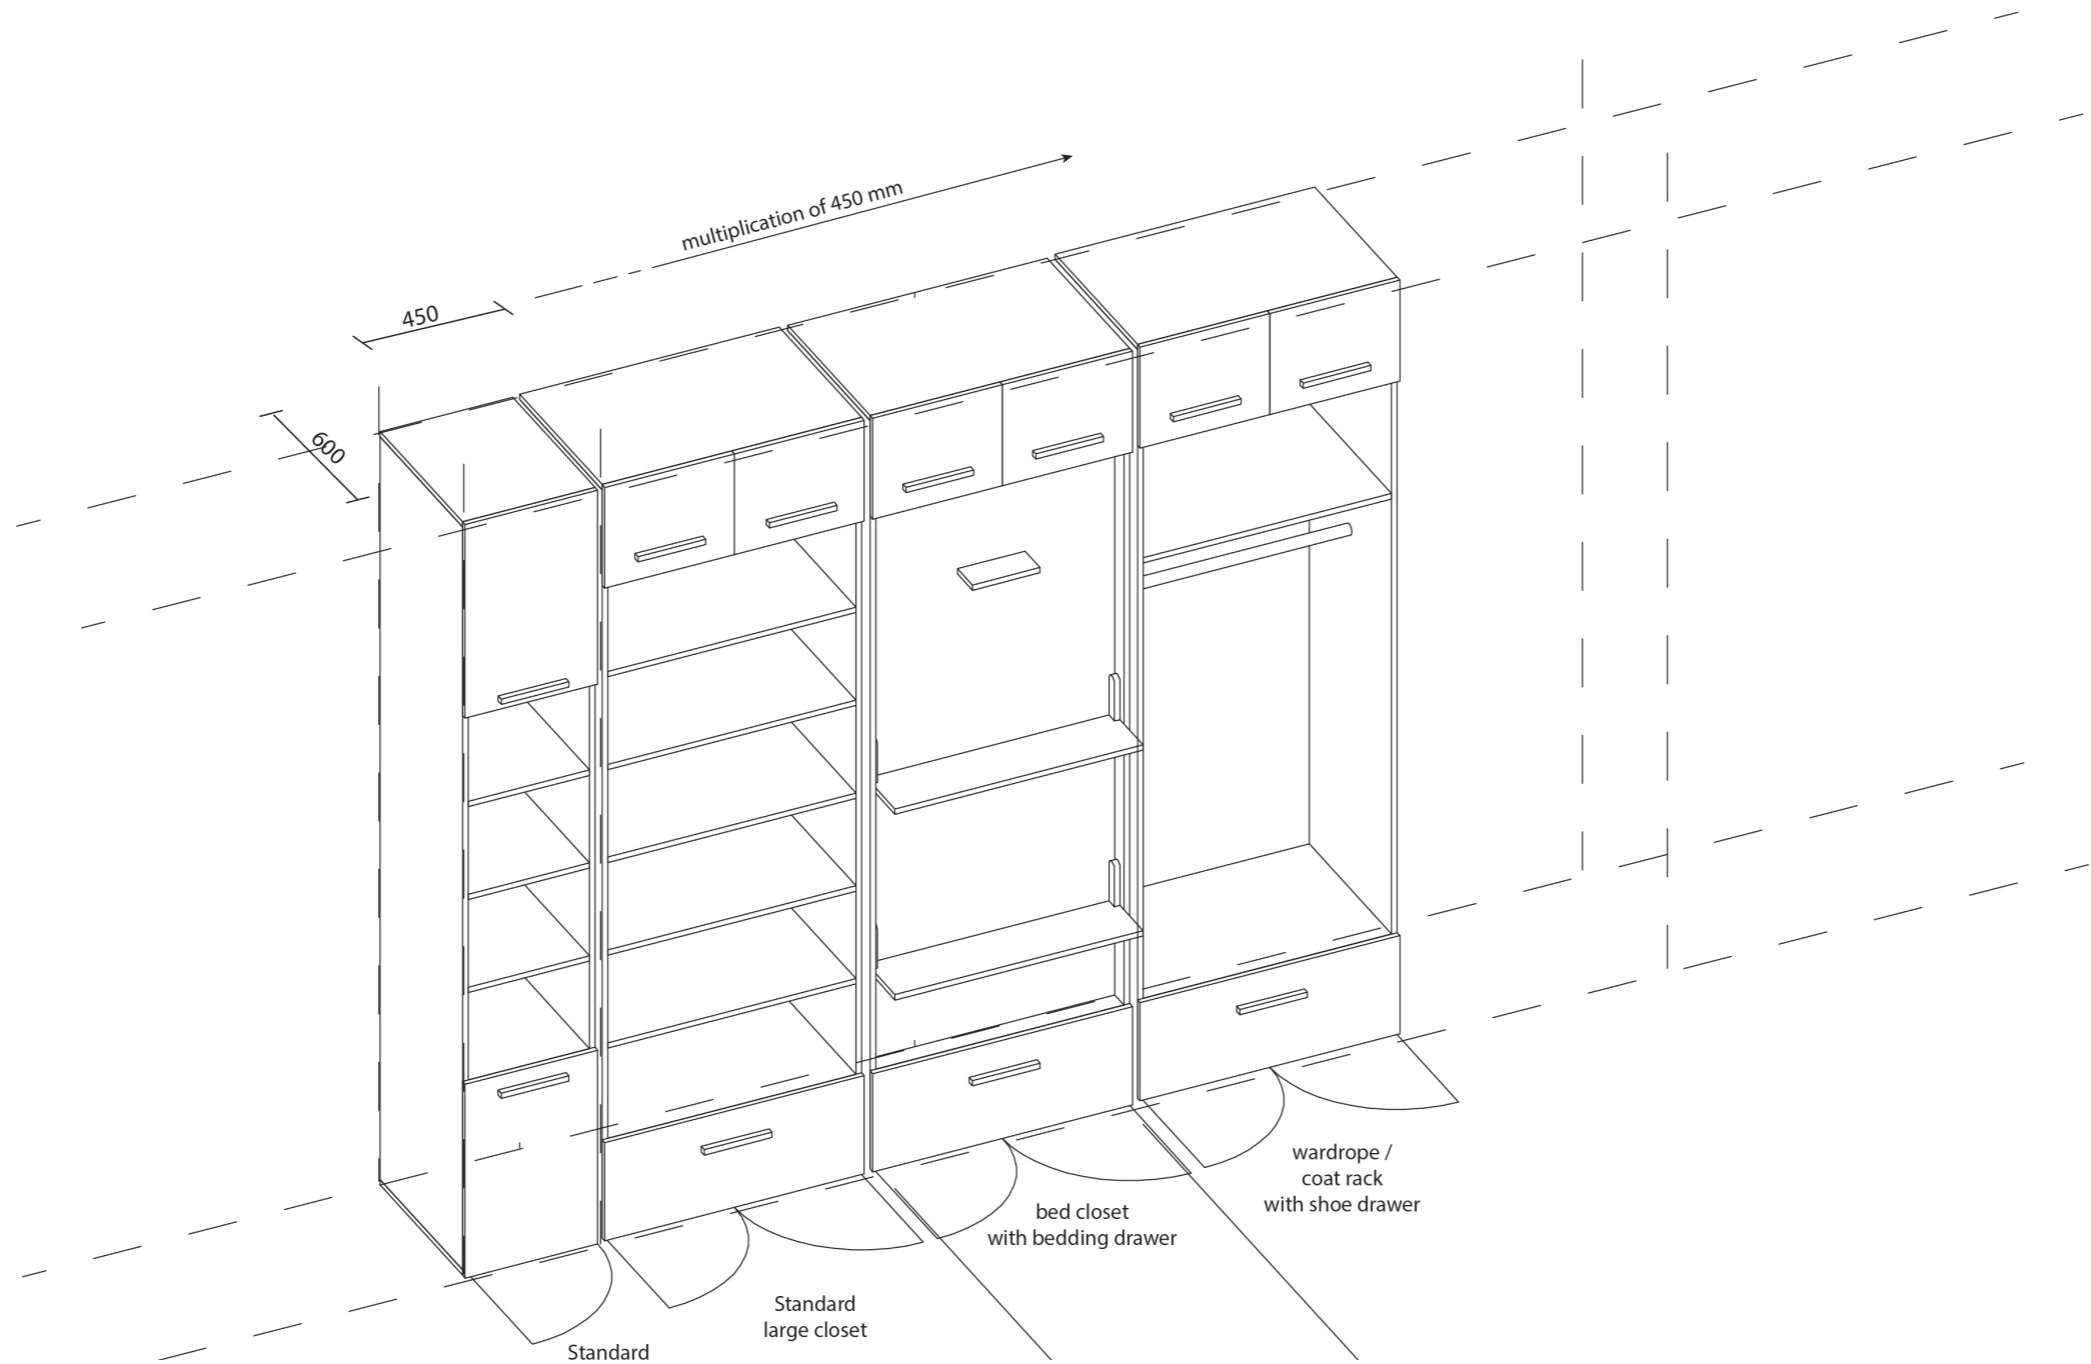 multiplication of 450 mm
450
600
wardrope /
coat rack
with shoe drawer
bed closet
with bedding drawer
Standard
large closet
Standard